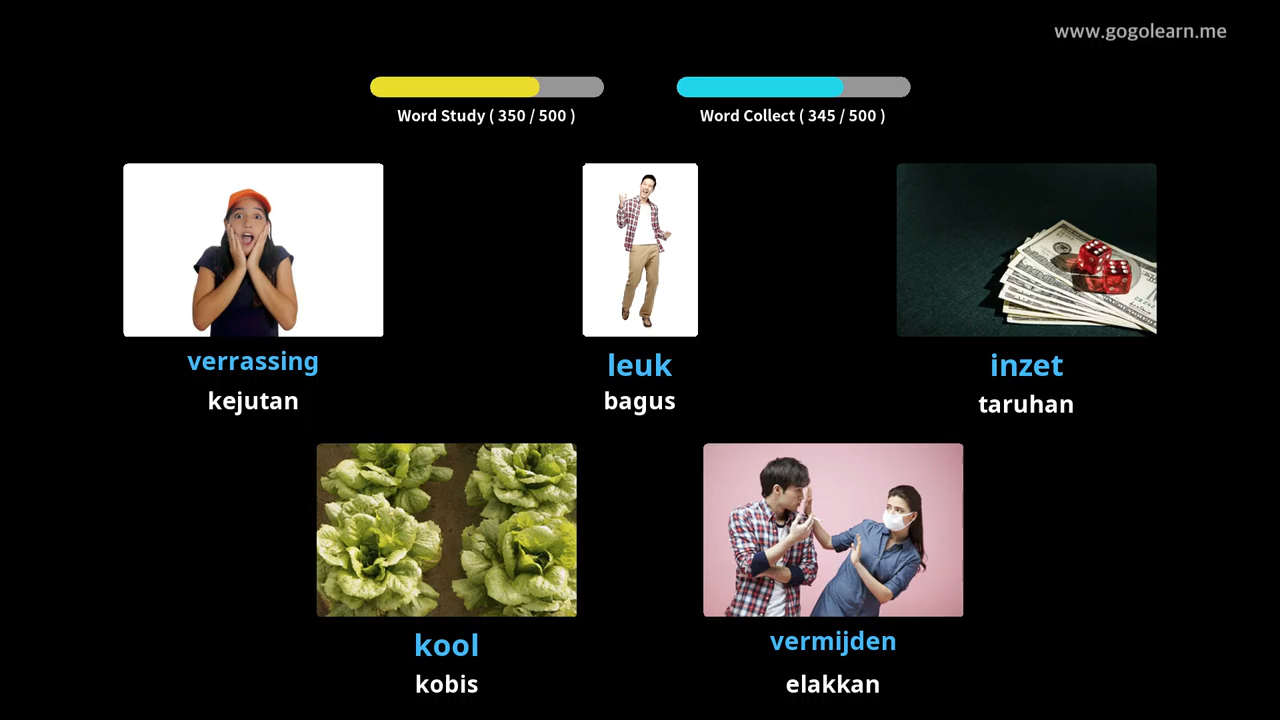 www.gogolearn.me
Word Study ( 350 / 500 )
Word Collect ( 345 / 500 )
verrassing
kejutan
leuk
bagus
inzet
taruhan
kool
kobis
vermijden
elakkan